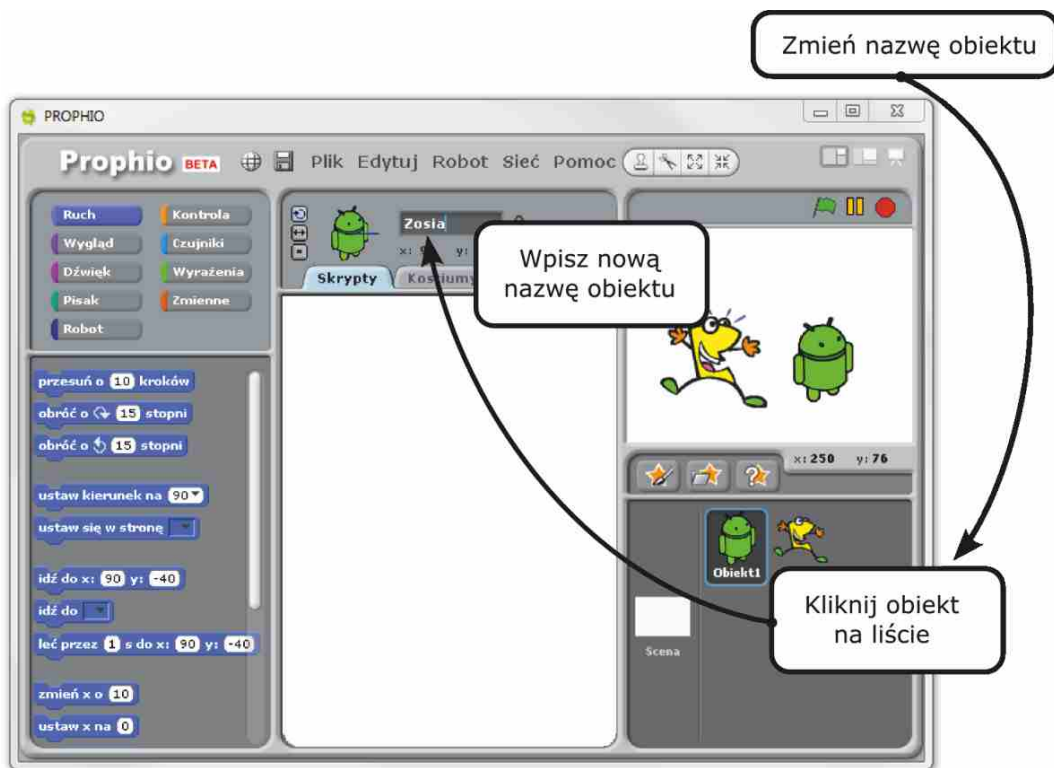 Zmień nazwę obiektu
PROPHIO
Prophio BETA Plik Edytuj Robot Sieć Pomoc
Ruch Kontrola
Wygląd Czujniki
Dźwięk Wyrażenia
Pisak Zmienne
Robot
Zosia
x: y:
Skrypty Kostiumy
Wpisz nową
nazwę obiektu
przesuń o 10 kroków
obróć o 15 stopni
obróć o 15 stopni
ustaw kierunek na 90
ustaw się w stronę
idź do x: 90 y: -40
idź do
leć przez 1 s do x: 90 y: -40
zmień x o 10
ustaw x na 0
x: 250 y: 76
Obiekt1
Scena
Kliknij obiekt
na liście